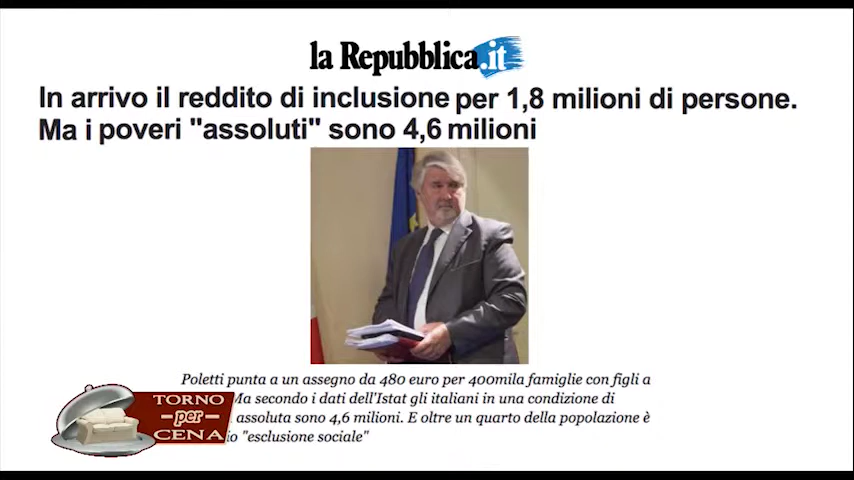 la Repubblica.it
In arrivo il reddito di inclusione per 1,8 milioni di persone.
Ma i poveri "assoluti" sono 4,6 milioni
Poletti punta a un assegno da 480 euro per 400mila famiglie con figli a
Ma secondo i dati dell'Istat gli italiani in una condizione di
assoluta sono 4,6 milioni. E oltre un quarto della popolazione è
"esclusione sociale"
TORNO
per
CENA